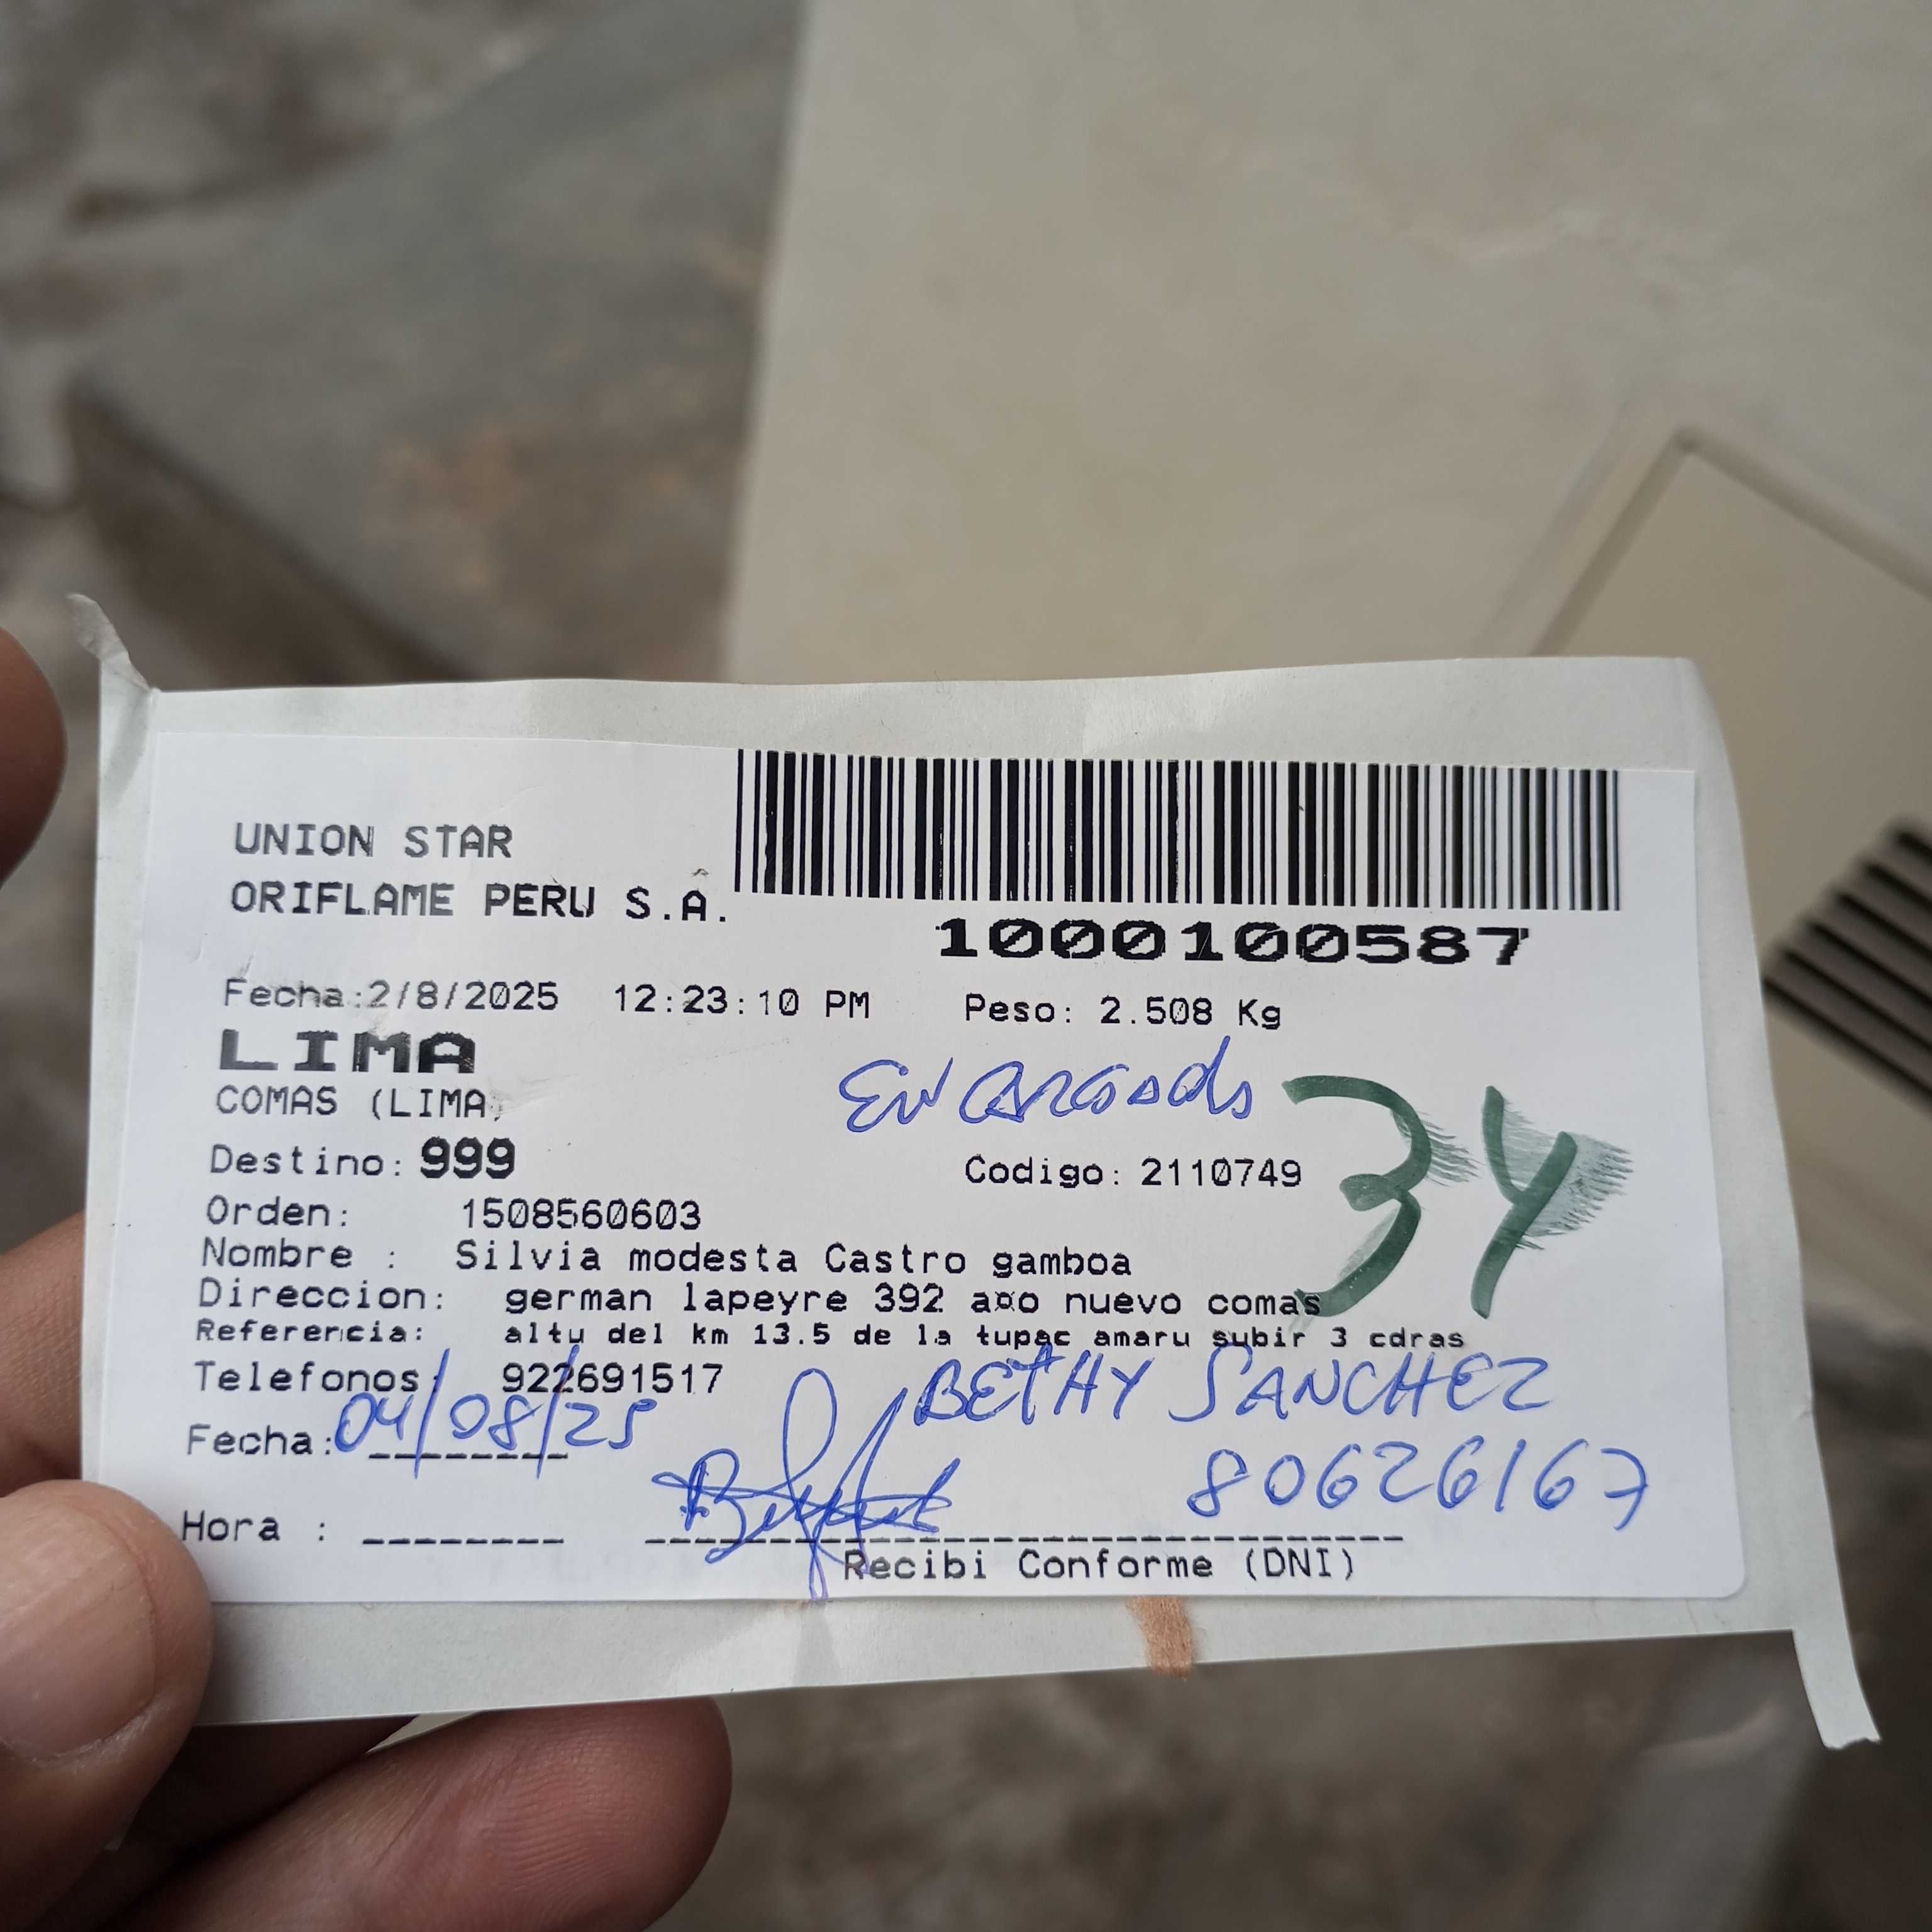 UNION STAR
ORIFLAME PERU S.A.
1000100587
Fecha:2/8/2025 12:23:10 PM Peso: 2.508 Kg
LIMA
COMAS (LIMA)
Destino: 999 Codigo: 2110749
34
Orden: 1508560603
Nombre : Silvia modesta Castro gamboa
Direccion: german lapeyre 392 a¤o nuevo comas
Referencia: altu del km 13.5 de la tupac amaru subir 3 cdras
Telefonos: 922691517
BETHY SANCHEZ
Fecha: 04/08/25
80626167
Hora :
Recibi Conforme (DNI)